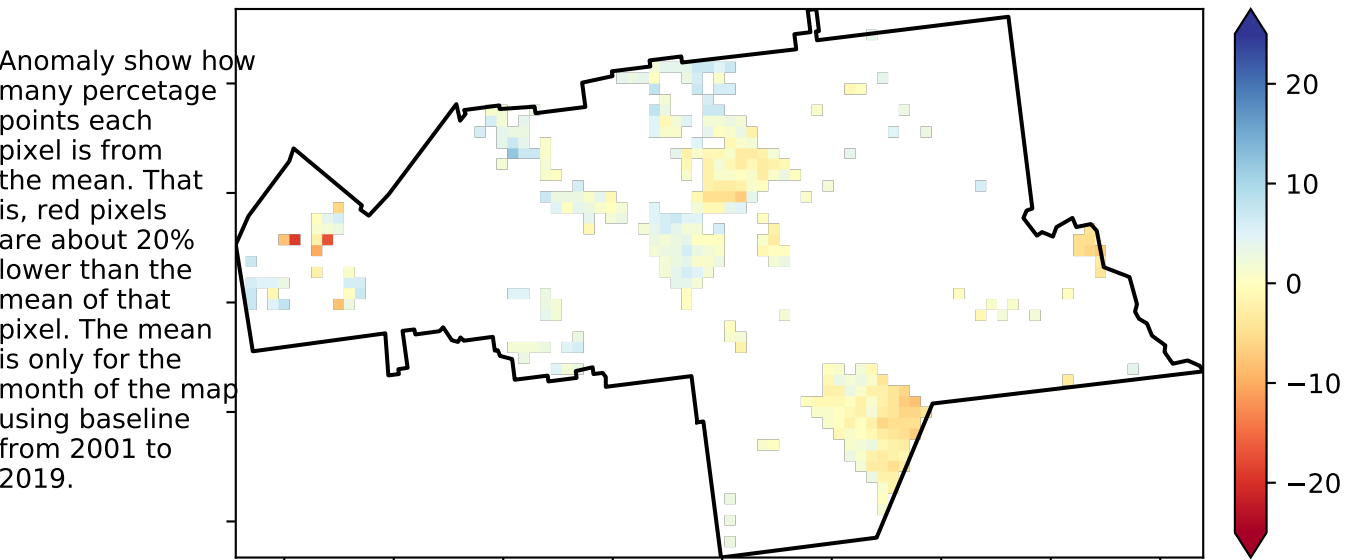 Anomaly show how
many percetage
points each
pixel is from
the mean. That
is, red pixels
are about 20%
lower than the
mean of that
pixel. The mean
is only for the
month of the map
using baseline
from 2001 to
2019.
20
10
0
−10
−20